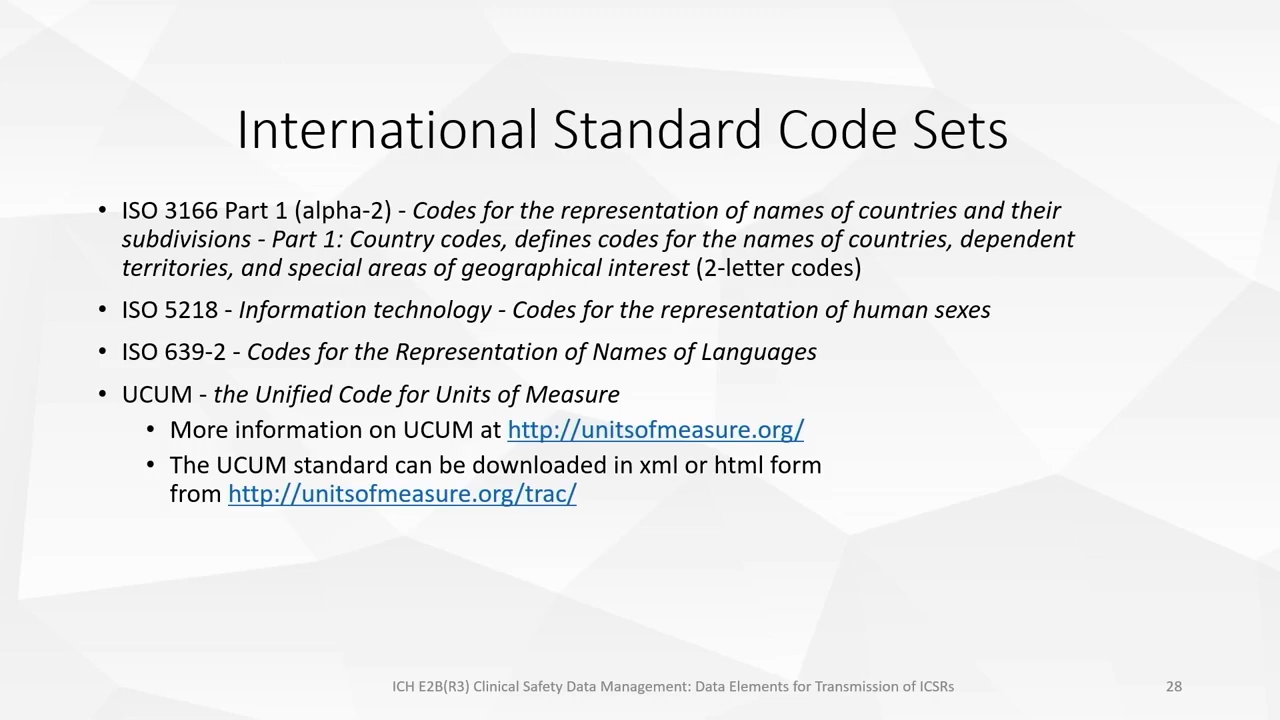 International Standard Code Sets
• ISO 3166 Part 1 (alpha-2) - Codes for the representation of names of countries and their
subdivisions - Part 1: Country codes, defines codes for the names of countries, dependent
territories, and special areas of geographical interest (2-letter codes)
• ISO 5218 - Information technology - Codes for the representation of human sexes
• ISO 639-2 - Codes for the Representation of Names of Languages
• UCUM - the Unified Code for Units of Measure
• More information on UCUM at http://unitsofmeasure.org/
• The UCUM standard can be downloaded in xml or html form
from http://unitsofmeasure.org/trac/
ICH E2B(R3) Clinical Safety Data Management: Data Elements for Transmission of ICSRs
28